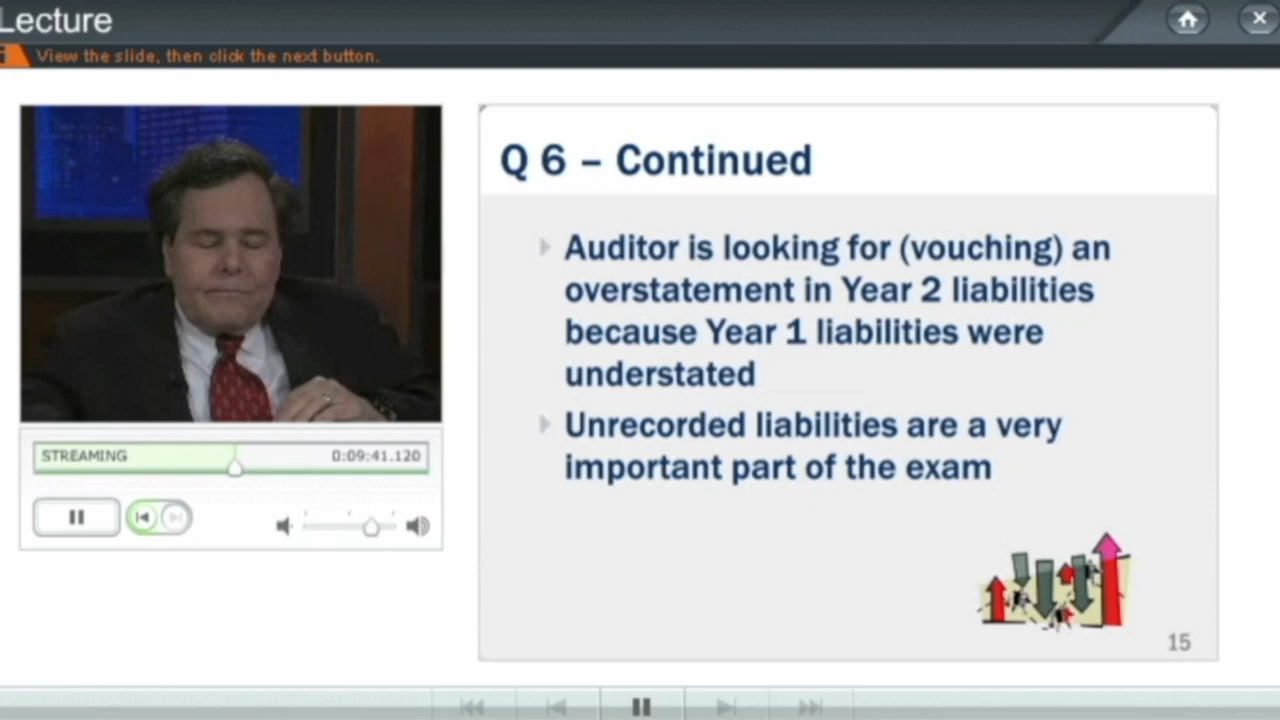 Lecture
View the slide, then click the next button.
Q 6 – Continued
Auditor is looking for (vouching) an
overstatement in Year 2 liabilities
because Year 1 liabilities were
understated
Unrecorded liabilities are a very
important part of the exam
15
STREAMING 0:09:41.120